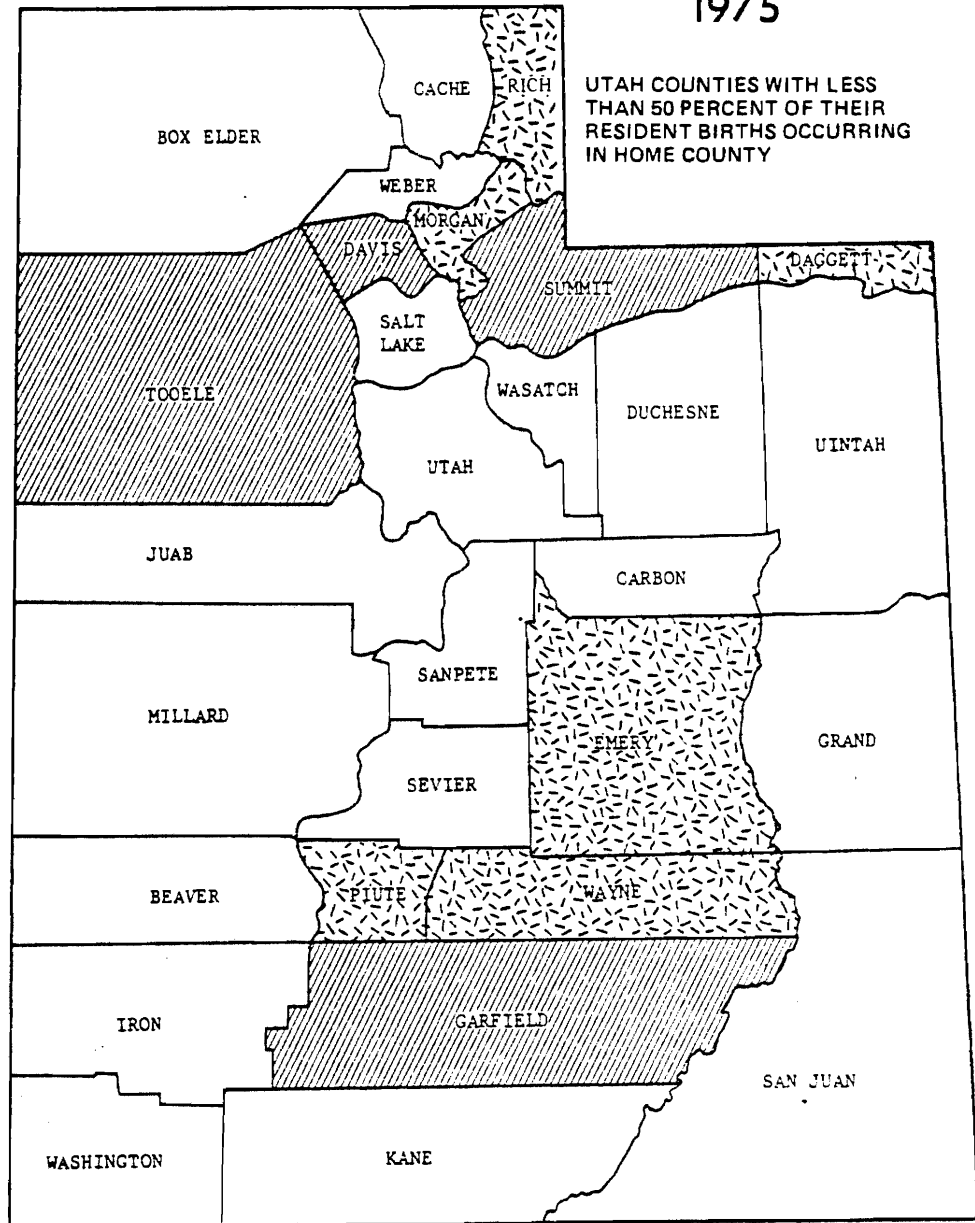 1975
UTAH COUNTIES WITH LESS
THAN 50 PERCENT OF THEIR
RESIDENT BIRTHS OCCURRING
IN HOME COUNTY
CACHE
RICH
BOX ELDER
WEBER
MORGAN
DAVIS
DAGGETT
SUMMIT
SALT
LAKE
TOOELE
WASATCH
DUCHESNE
UINTAH
UTAH
JUAB
CARBON
SANPETE
MILLARD
EMERY
GRAND
SEVIER
BEAVER
PIUTE
WAYNE
IRON
GARFIELD
SAN JUAN
WASHINGTON
KANE